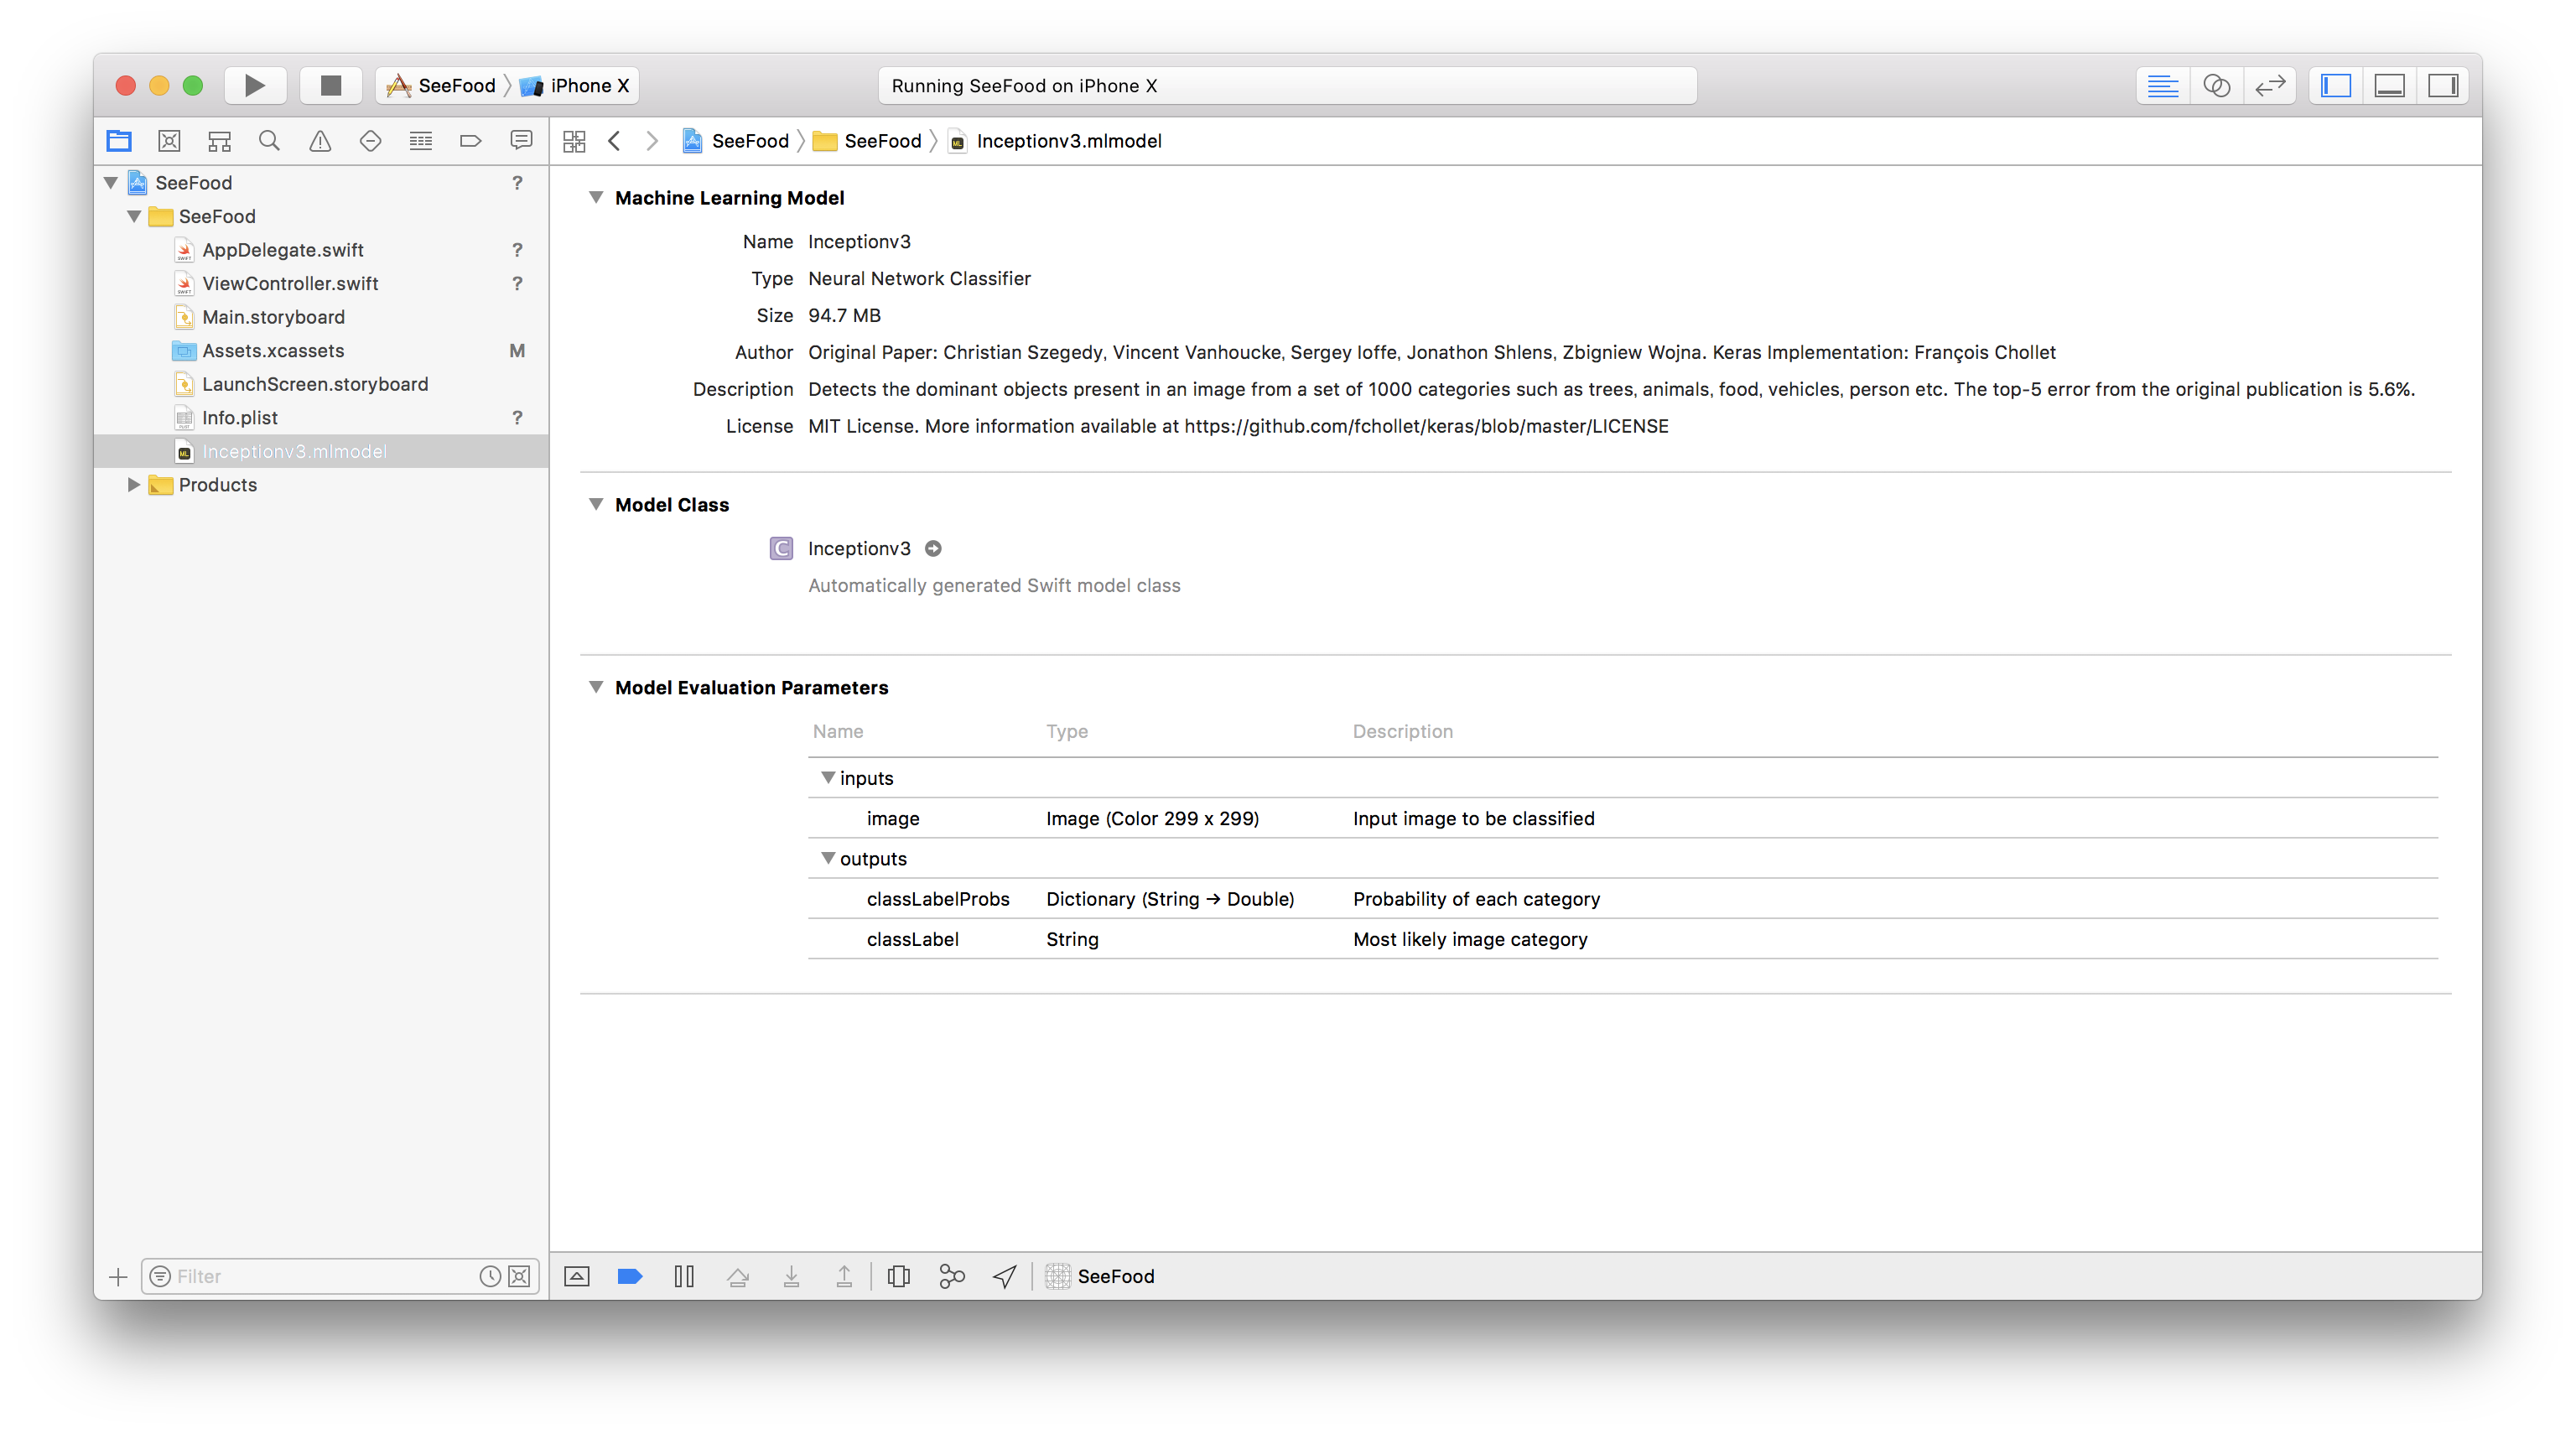 SeeFood iPhone X
Running SeeFood on iPhone X
SeeFood SeeFood Inceptionv3.mlmodel
SeeFood ?
SeeFood
AppDelegate.swift ?
ViewController.swift ?
Main.storyboard
Assets.xcassets M
LaunchScreen.storyboard
Info.plist ?
Inceptionv3.mlmodel
Products
Filter
Machine Learning Model
Name Inceptionv3
Type Neural Network Classifier
Size 94.7 MB
Author Original Paper: Christian Szegedy, Vincent Vanhoucke, Sergey Ioffe, Jonathon Shlens, Zbigniew Wojna. Keras Implementation: François Chollet
Description Detects the dominant objects present in an image from a set of 1000 categories such as trees, animals, food, vehicles, person etc. The top-5 error from the original publication is 5.6%.
License MIT License. More information available at https://github.com/fchollet/keras/blob/master/LICENSE
Model Class
C Inceptionv3
Automatically generated Swift model class
Model Evaluation Parameters
Name Type Description
inputs
image Image (Color 299 x 299) Input image to be classified
outputs
classLabelProbs Dictionary (String → Double) Probability of each category
classLabel String Most likely image category
SeeFood